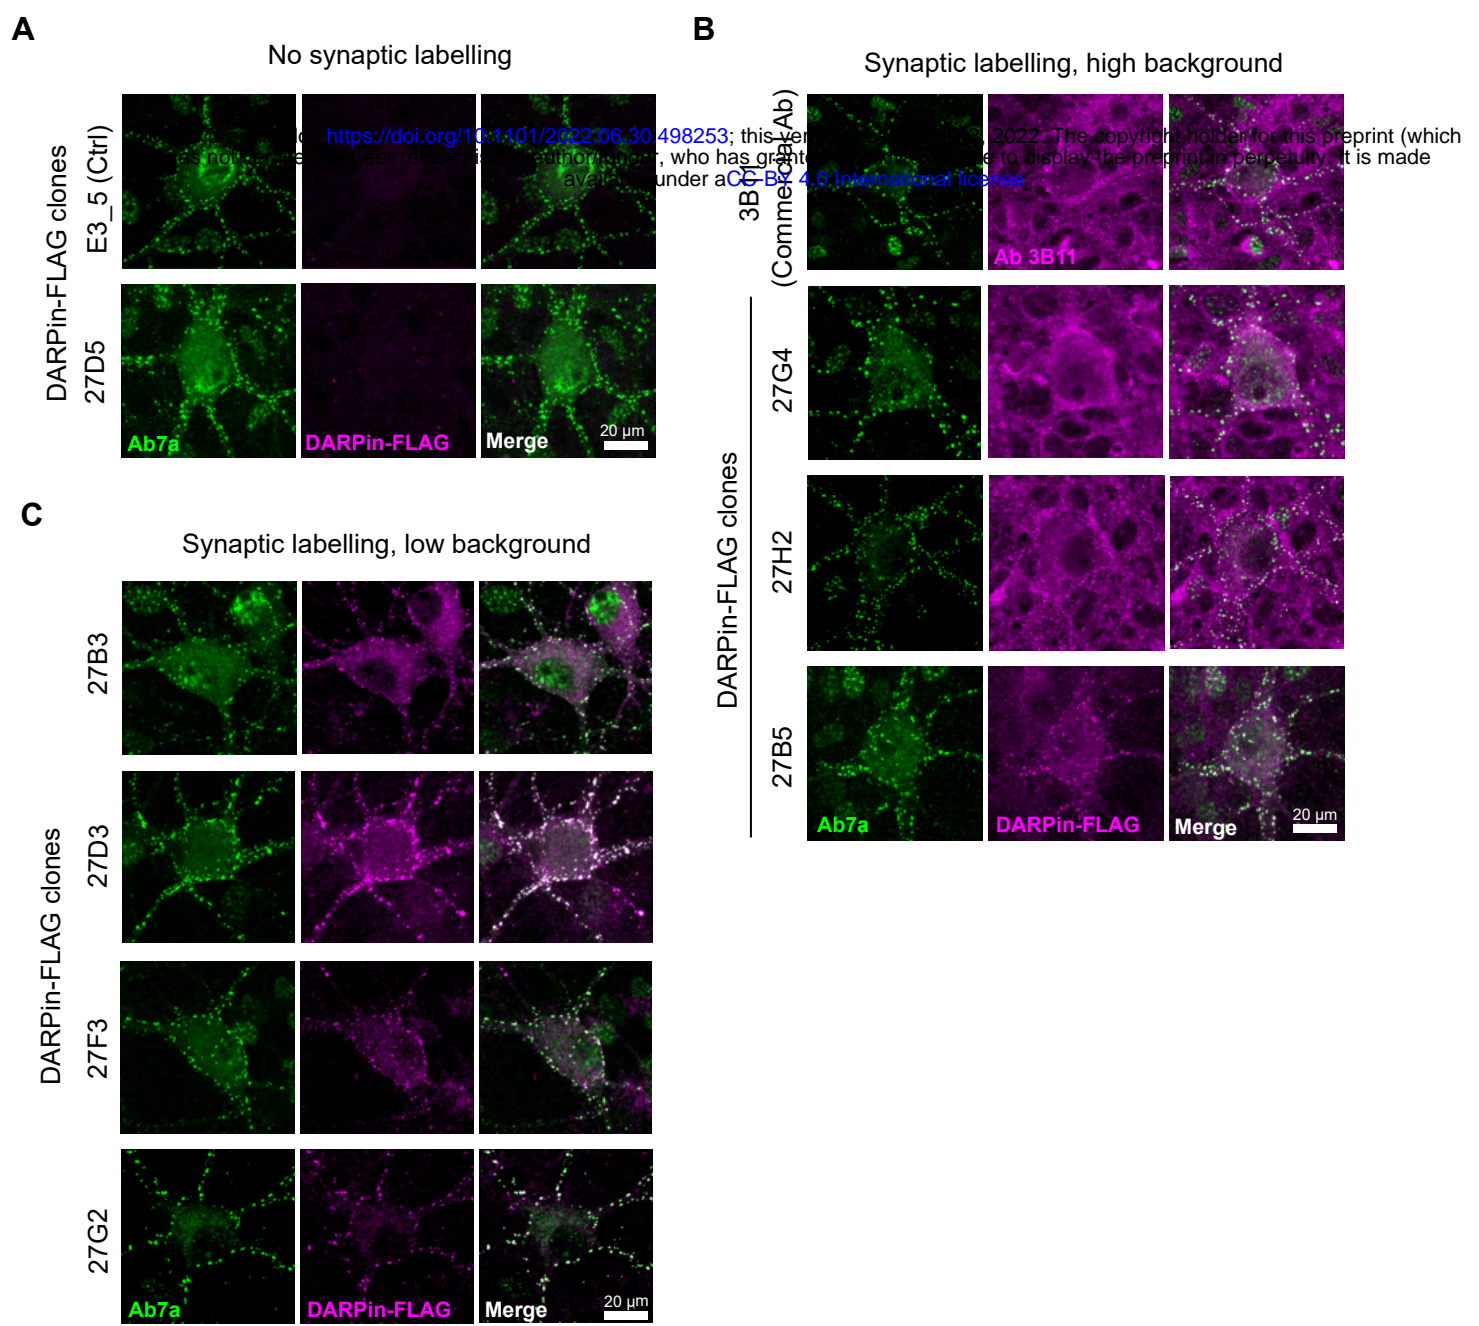 A
No synaptic labelling
DARPin-FLAG clones
E3_5 (Ctrl)
27D5
Ab7a
DARPin-FLAG
Merge
20 µm
B
Synaptic labelling, high background
https://doi.org/10.1101/2022.06.30.498253; this 2022. The copyright holder for this preprint (which
who has to display the preprint in perpetuity. It is made
under aCC-BY 4.0 International license
3B11
(Commercial Ab)
Ab 3B11
DARPin-FLAG clones
27G4
27H2
27B5
Ab7a
DARPin-FLAG
Merge
20 µm
C
Synaptic labelling, low background
DARPin-FLAG clones
27B3
27D3
27F3
27G2
Ab7a
DARPin-FLAG
Merge
20 µm